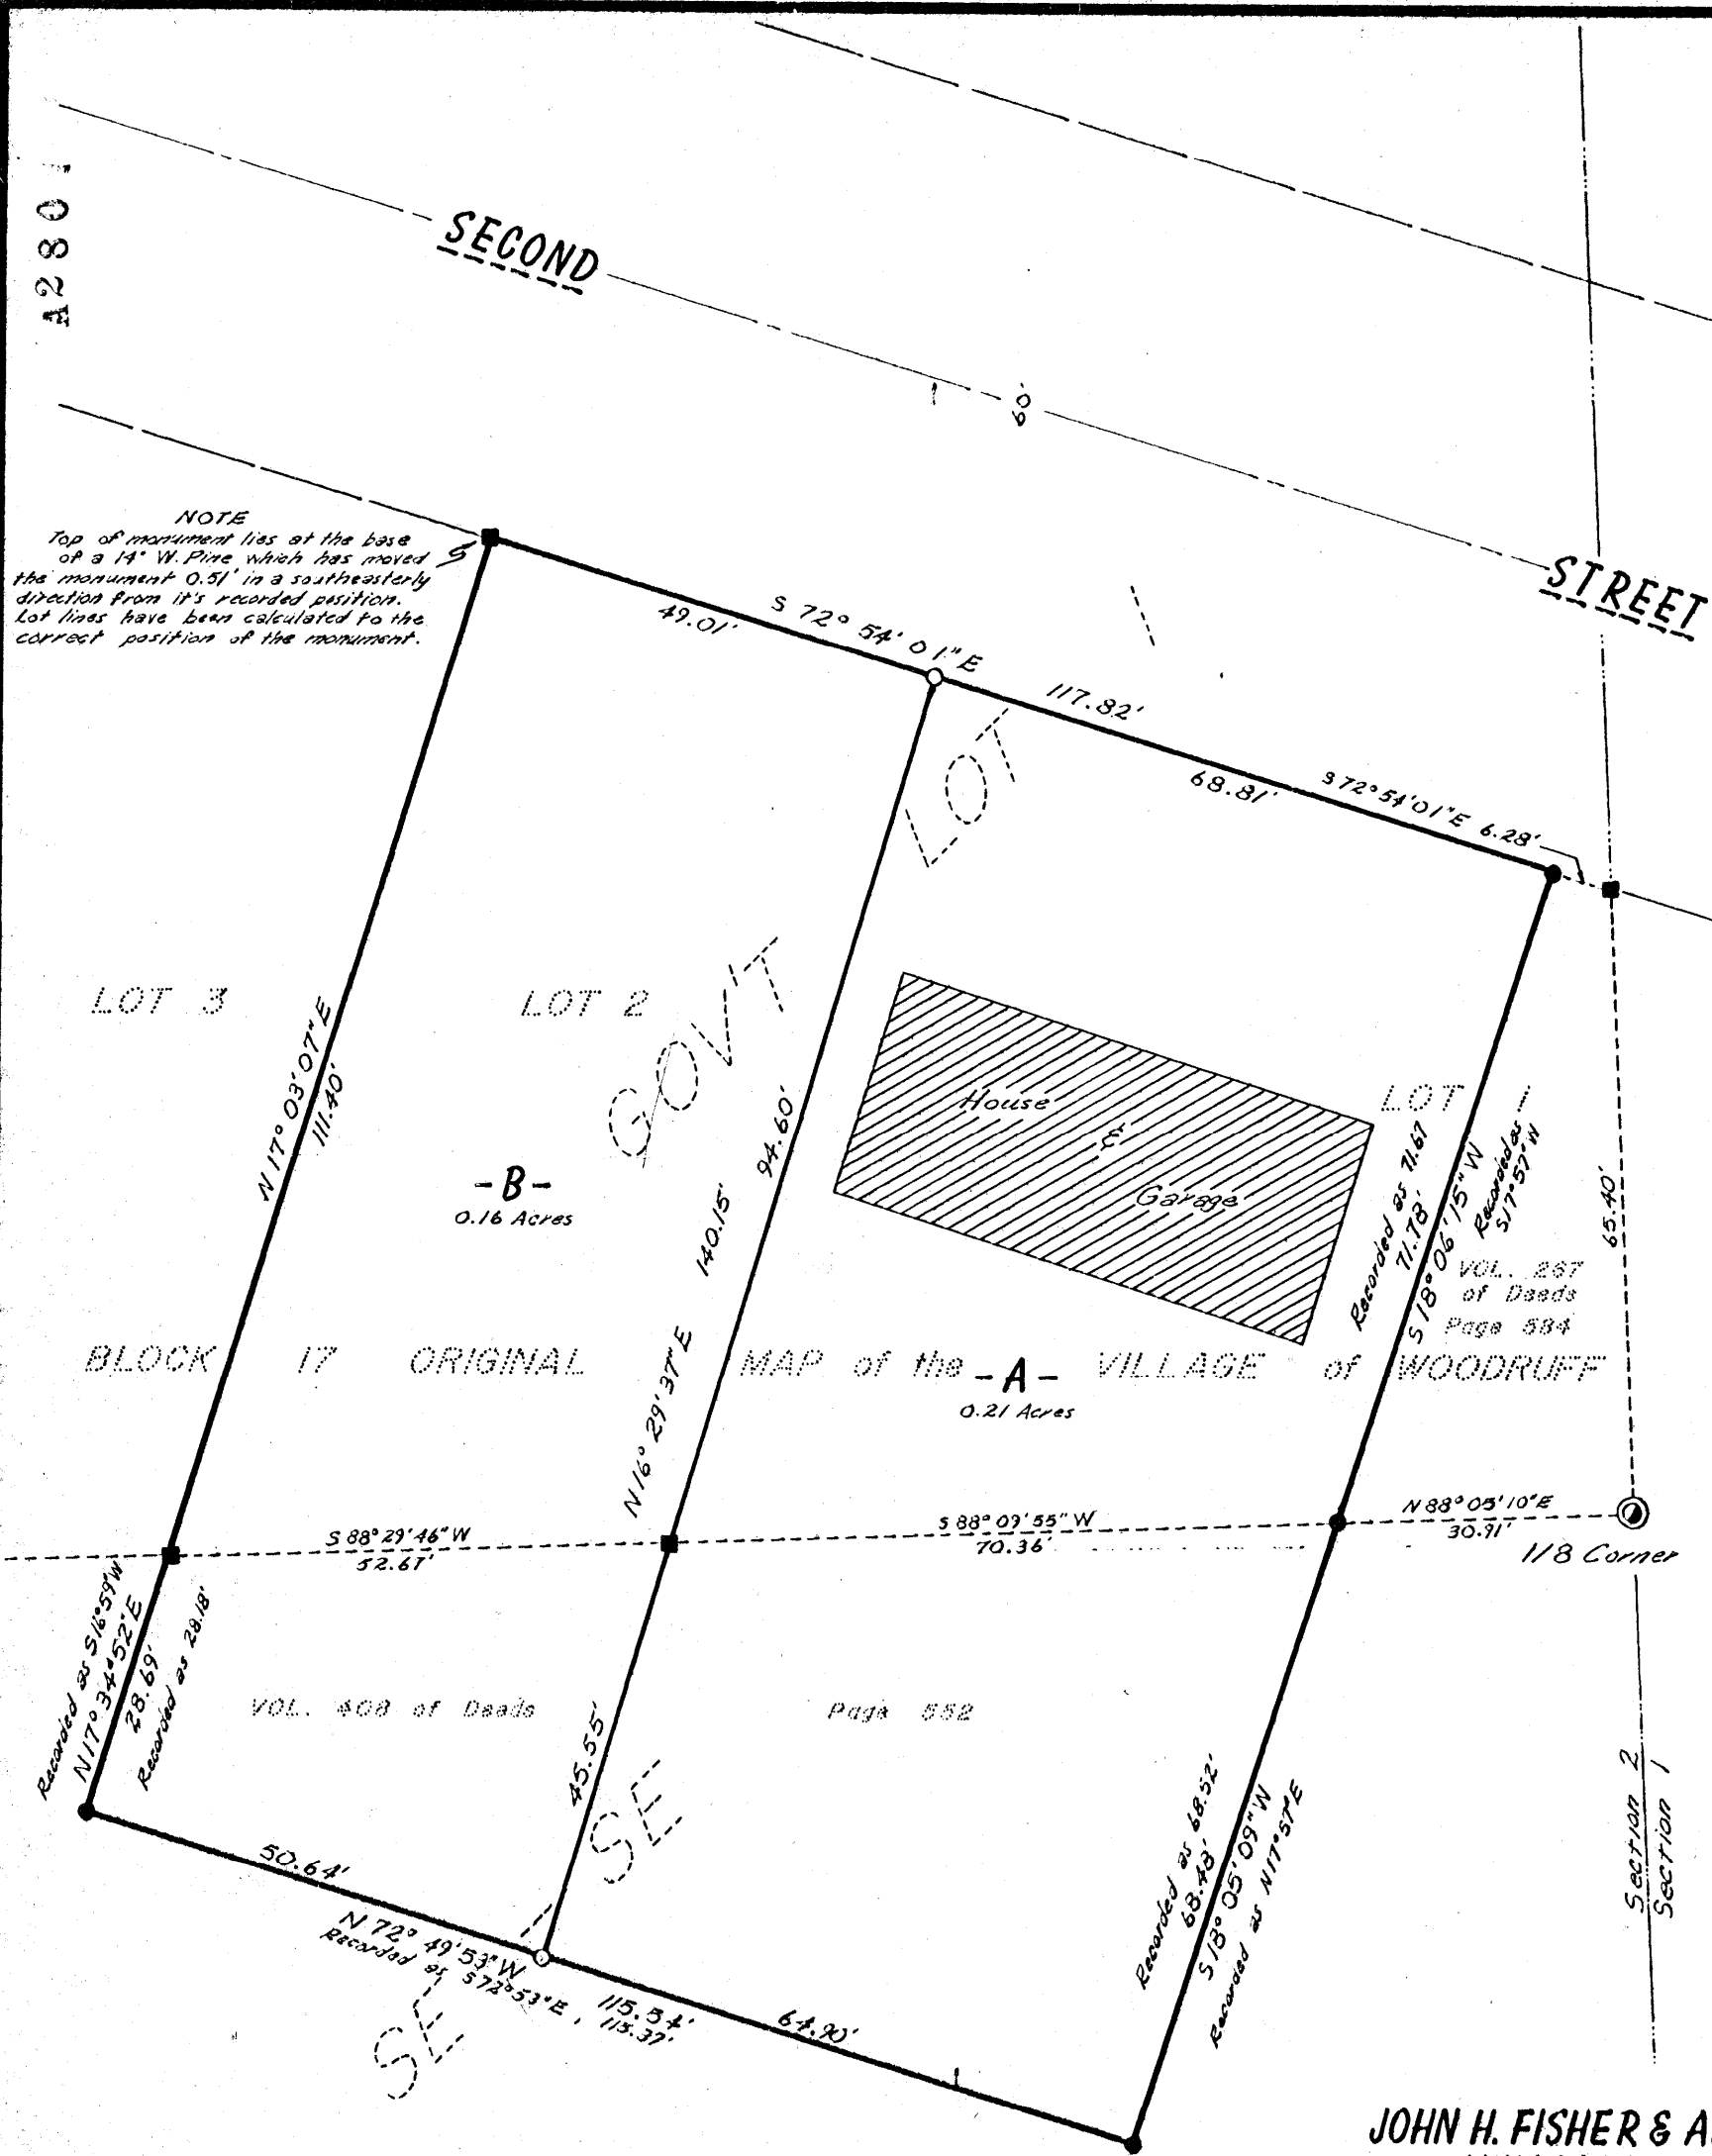 A280
SECOND
60'
STREET
NOTE
Top of monument lies at the base
of a 14" W. Pine which has moved
the monument 0.51' in a southeasterly
direction from it's recorded position.
Lot lines have been calculated to the
correct position of the monument.
49.01'
S 72° 54' 01" E
117.82'
68.81'
S 72° 54' 01" E 6.28'
LOT
GOV'T
LOT 3
LOT 2
LOT 1
N 17° 03' 07" E
111.40'
House
&
Garage
94.60'
-B-
0.16 Acres
140.15'
N 16° 29' 37" E
Recorded as 71.67
71.78'
S 18° 06' 15" W
Recorded as
S 17° 57' W
65.40'
VOL. 267
of Deeds
Page 584
BLOCK 17 ORIGINAL MAP of the VILLAGE of WOODRUFF
-A-
0.21 Acres
S 88° 29' 46" W
52.67'
S 88° 09' 55" W
70.36'
N 88° 05' 10" E
30.91'
1/8 Corner
Recorded as S 16° 59' W
N 17° 34' 52" E
28.69'
Recorded as 28.18'
VOL. 408 of Deeds Page 552
45.55'
SE
SE
Recorded as 68.52'
68.48'
S 18° 05' 09" W
Recorded as N 17° 57' E
Section 2
Section 1
50.64'
N 72° 49' 53" W
Recorded as S 72° 53' E,
115.54'
115.37'
64.90'
JOHN H. FISHER & A